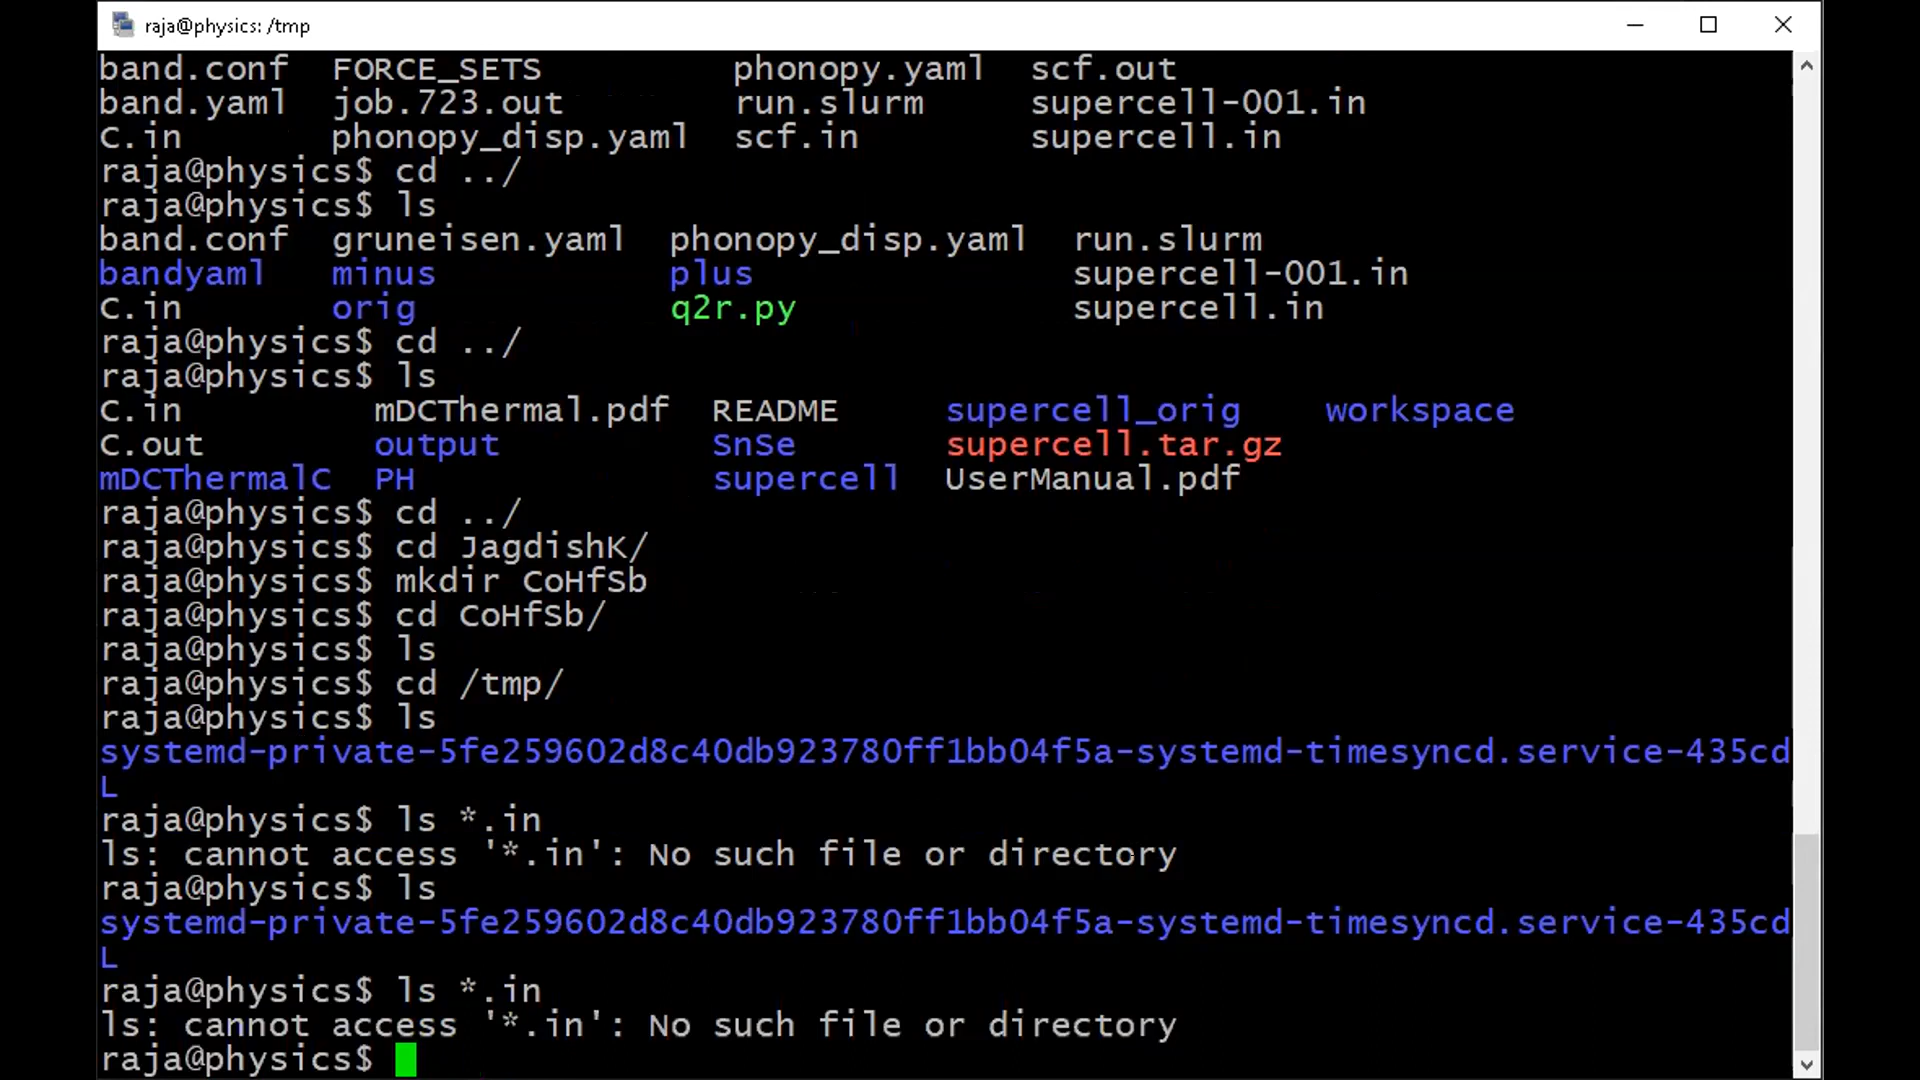 raja@physics: /tmp
band.conf FORCE_SETS phonopy.yaml scf.out
band.yaml job.723.out run.slurm supercell-001.in
C.in phonopy_disp.yaml scf.in supercell.in
raja@physics$ cd ../
raja@physics$ ls
band.conf gruneisen.yaml phonopy_disp.yaml run.slurm
bandyaml minus plus supercell-001.in
C.in orig q2r.py supercell.in
raja@physics$ cd ../
raja@physics$ ls
C.in mDCThermal.pdf README supercell_orig workspace
C.out output SnSe supercell.tar.gz
mDCThermalC PH supercell UserManual.pdf
raja@physics$ cd ../
raja@physics$ cd JagdishK/
raja@physics$ mkdir CoHfSb
raja@physics$ cd CoHfSb/
raja@physics$ ls
raja@physics$ cd /tmp/
raja@physics$ ls
systemd-private-5fe259602d8c40db923780ff1bb04f5a-systemd-timesyncd.service-435cd
L
raja@physics$ ls *.in
ls: cannot access '*.in': No such file or directory
raja@physics$ ls
systemd-private-5fe259602d8c40db923780ff1bb04f5a-systemd-timesyncd.service-435cd
L
raja@physics$ ls *.in
ls: cannot access '*.in': No such file or directory
raja@physics$